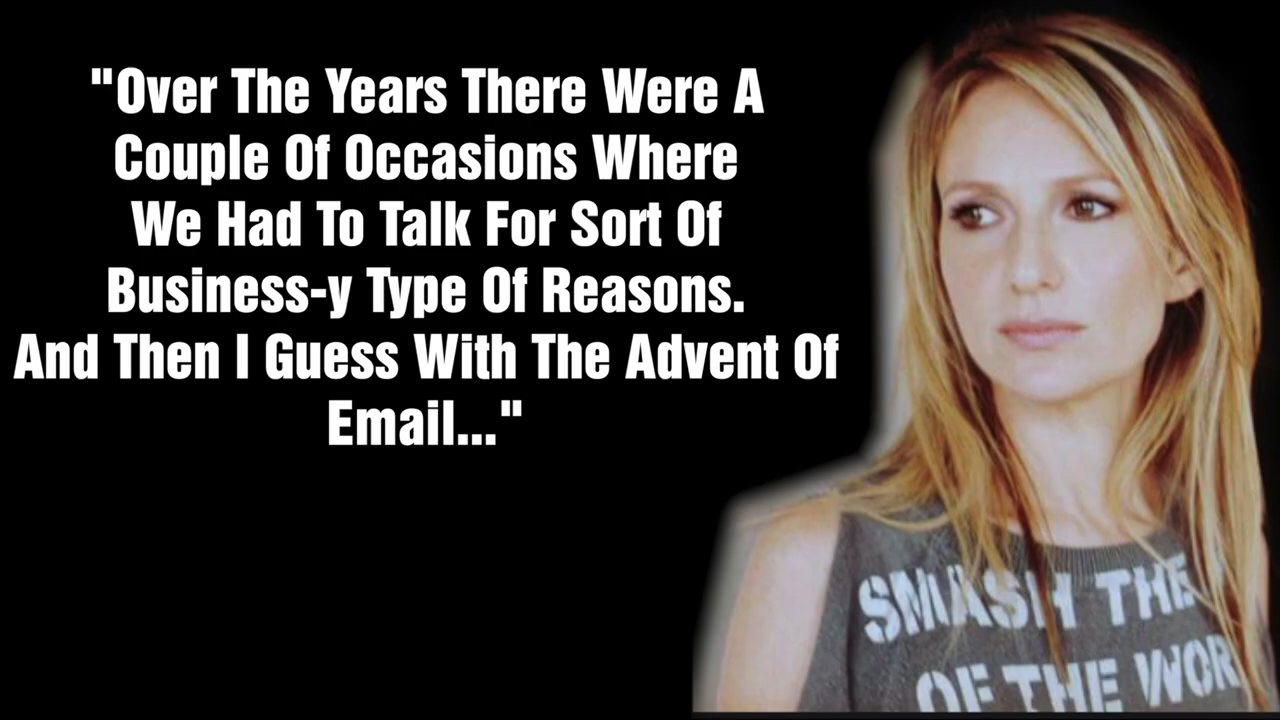 "Over The Years There Were A
Couple Of Occasions Where
We Had To Talk For Sort Of
Business-y Type Of Reasons.
And Then I Guess With The Advent Of
Email..."
SMASH THE
OF THE WOR